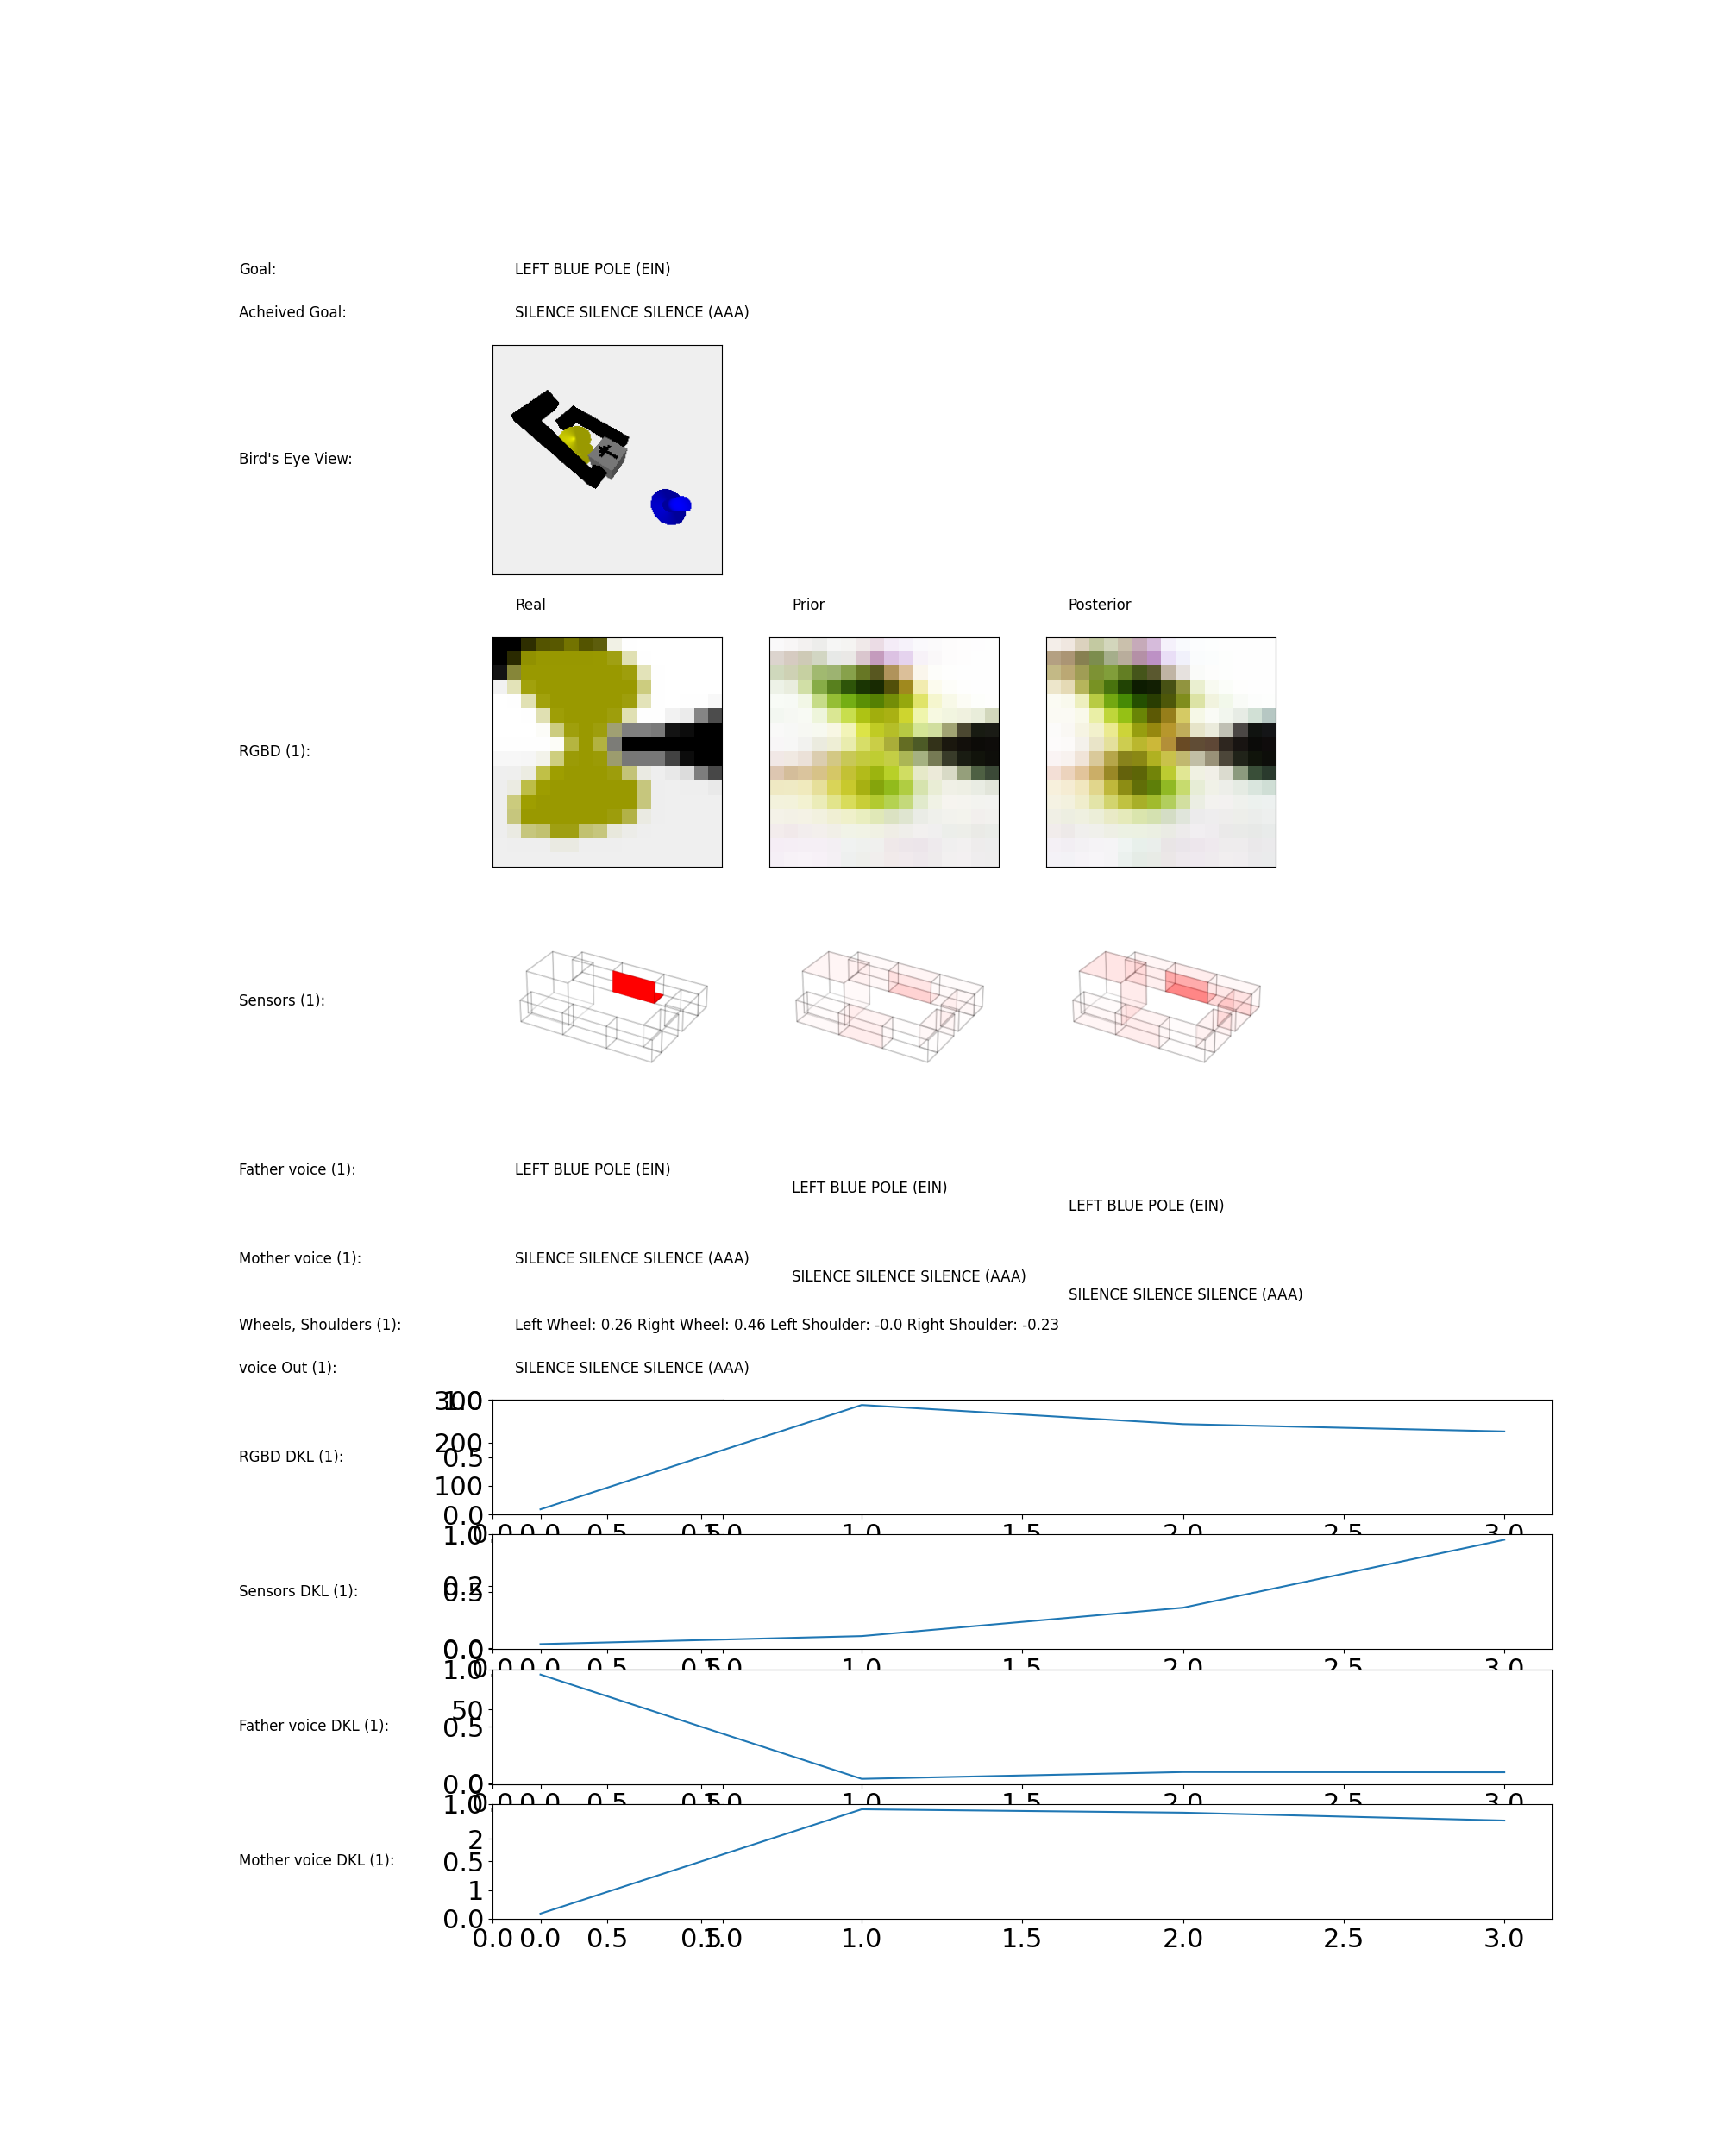 Goal: LEFT BLUE POLE (EIN)
Acheived Goal: SILENCE SILENCE SILENCE (AAA)
Bird's Eye View:
Real Prior Posterior
RGBD (1):
Sensors (1):
Father voice (1): LEFT BLUE POLE (EIN)
LEFT BLUE POLE (EIN)
LEFT BLUE POLE (EIN)
Mother voice (1): SILENCE SILENCE SILENCE (AAA)
SILENCE SILENCE SILENCE (AAA)
SILENCE SILENCE SILENCE (AAA)
Wheels, Shoulders (1): Left Wheel: 0.26 Right Wheel: 0.46 Left Shoulder: -0.0 Right Shoulder: -0.23
voice Out (1): SILENCE SILENCE SILENCE (AAA)
300 1.0
200
RGBD DKL (1): 0.5
100
0.0
0.0 0.0 0.5 0.5 1.0 1.0 1.5 2.0 2.5 3.0
1.0
0.2
Sensors DKL (1): 0.5
0.0 0.0
0.0 0.0 0.5 0.5 1.0 1.0 1.5 2.0 2.5 3.0
1.0
50
Father voice DKL (1): 0.5
0.0 0
0.0 0.0 0.5 0.5 1.0 1.0 1.5 2.0 2.5 3.0
1.0
2
Mother voice DKL (1): 0.5
1
0.0
0.0 0.0 0.5 0.5 1.0 1.0 1.5 2.0 2.5 3.0